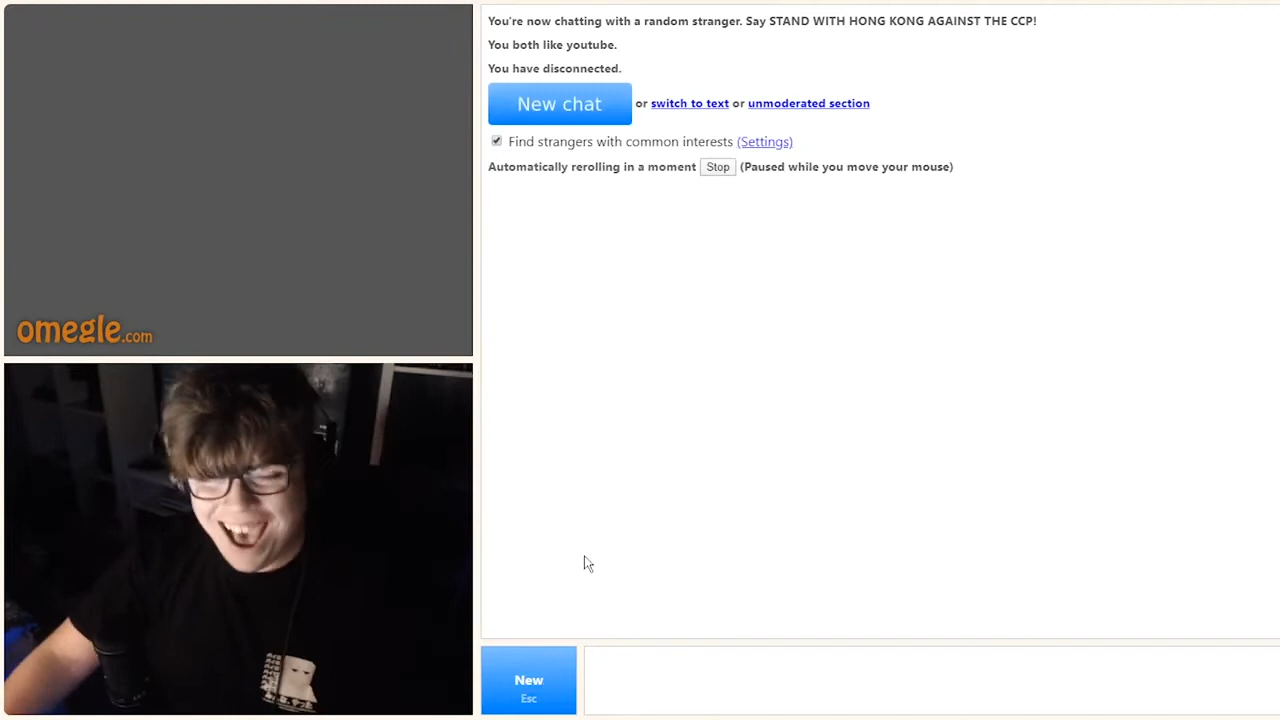 You're now chatting with a random stranger. Say STAND WITH HONG KONG AGAINST THE CCP!
You both like youtube.
You have disconnected.
New chat or switch to text or unmoderated section
Find strangers with common interests (Settings)
Automatically rerolling in a moment Stop (Paused while you move your mouse)
omegle.com
New
Esc